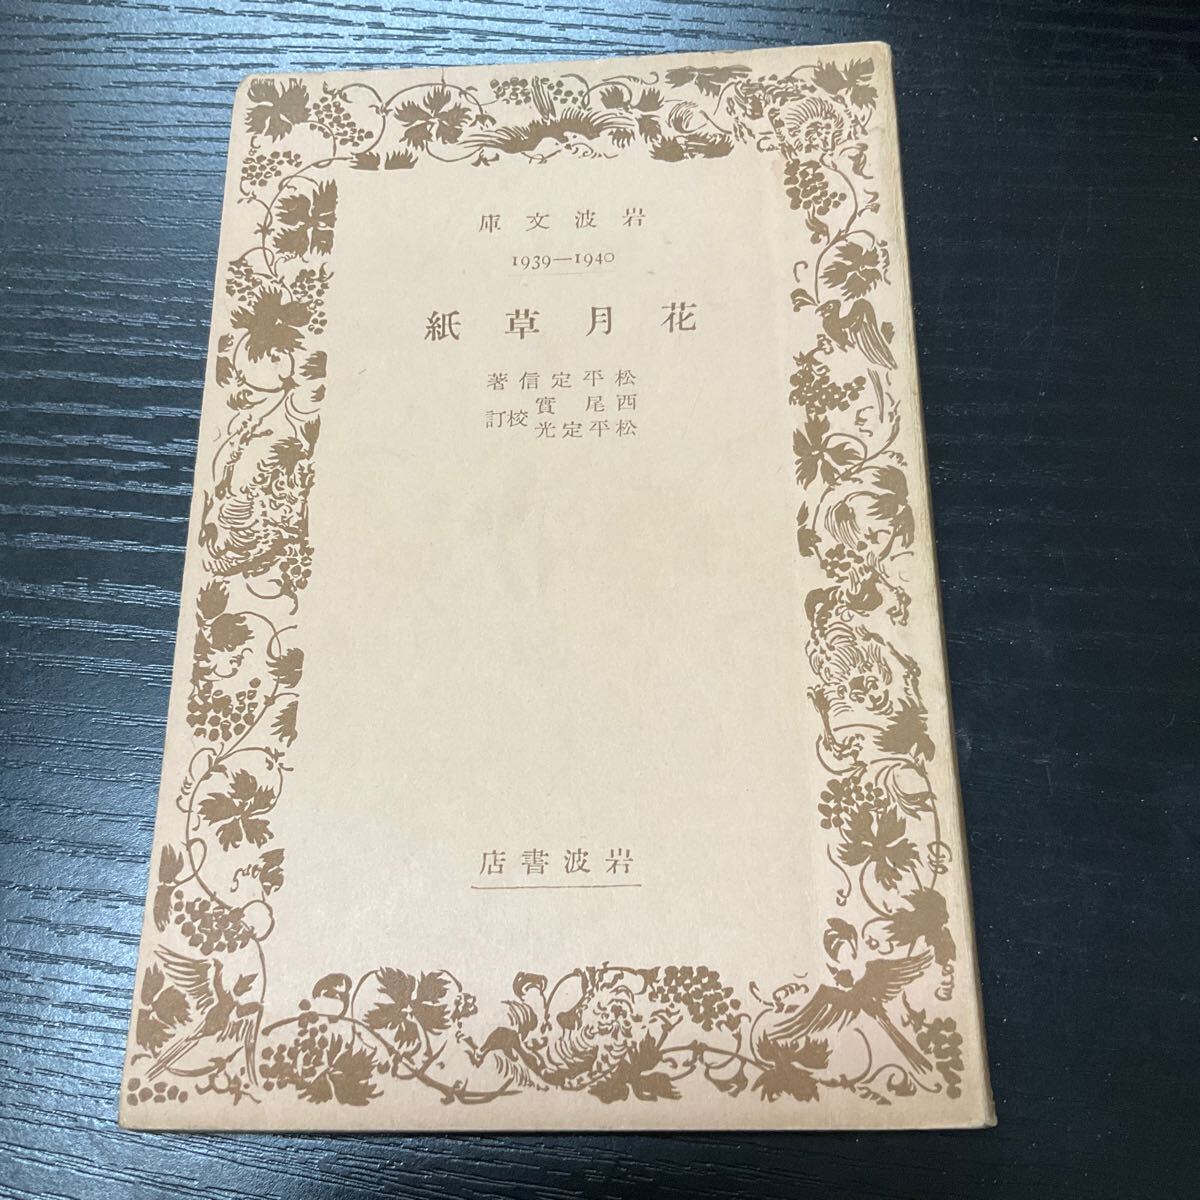 岩波文庫
1939—1940
花月草紙
松平定信著
西尾實
松平定光
校訂
岩波書店